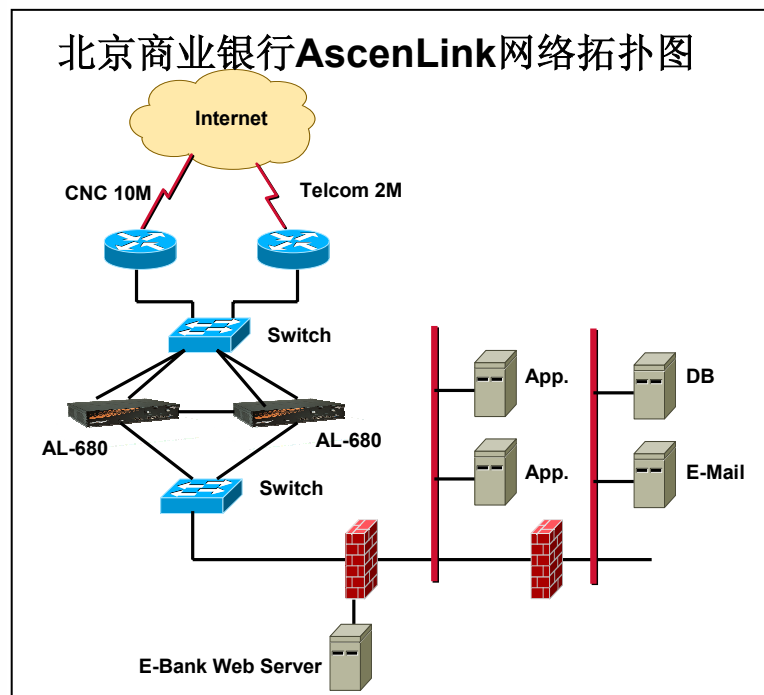 北京商业银行AscenLink网络拓扑图
Internet
CNC 10M
Telcom 2M
Switch
App.
DB
AL-680
AL-680
App.
E-Mail
Switch
E-Bank Web Server